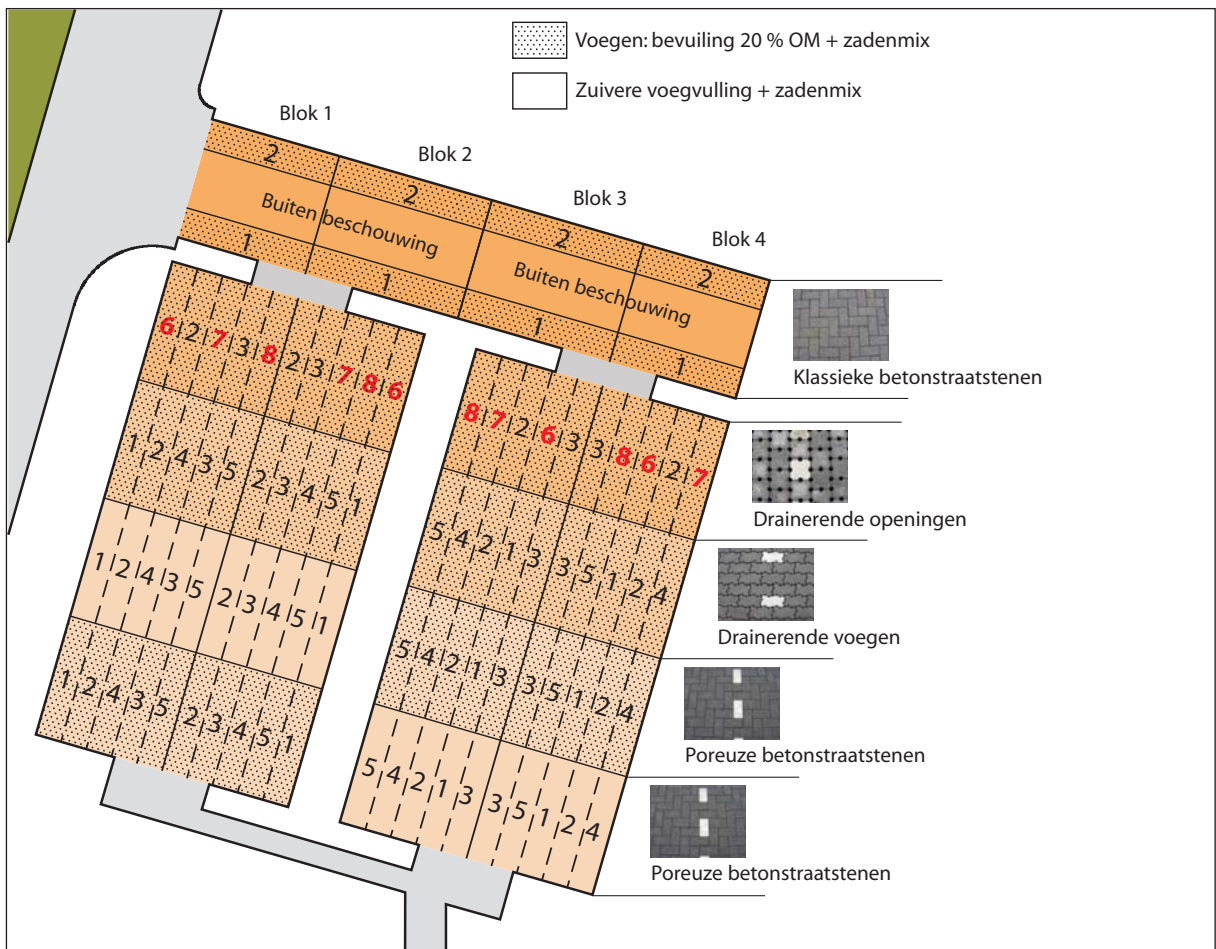 Voegen: bevuiling 20 % OM + zadenmix
Zuivere voegvulling + zadenmix
Blok 1
Blok 2
Blok 3
Blok 4
2
2
2
2
Buiten beschouwing
Buiten beschouwing
1
1
1
1
Klassieke betonstraatstenen
6 2 7 3 8 2 3 7 8 6
8 7 2 6 3 3 8 6 2 7
Drainerende openingen
1 2 4 3 5 2 3 4 5 1
5 4 2 1 3 3 5 1 2 4
Drainerende voegen
1 2 4 3 5 2 3 4 5 1
5 4 2 1 3 3 5 1 2 4
Poreuze betonstraatstenen
1 2 4 3 5 2 3 4 5 1
5 4 2 1 3 3 5 1 2 4
Poreuze betonstraatstenen